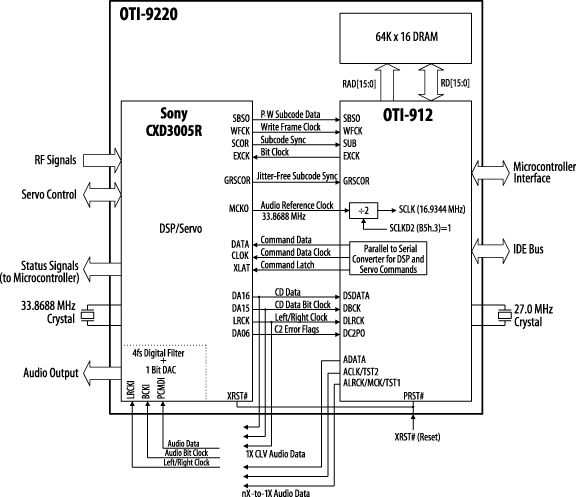 OTI-9220
64K x 16 DRAM
RAD[15:0]
RD[15:0]
Sony
CXD3005R
OTI-912
SBSO
P-W Subcode Data
SBSO
WFCK
Write Frame Clock
WFCK
SCOR
Subcode Sync
SUB
EXCK
Bit Clock
EXCK
RF Signals
Microcontroller
Interface
GRSCOR
Jitter-Free Subcode Sync
GRSCOR
Servo Control
MCKO
Audio Reference Clock
33.8688 MHz
÷2
SCLK (16.9344 MHz)
SCLKD2 (B5h.3)=1
DSP/Servo
DATA
Command Data
CLOK
Command Data Clock
XLAT
Command Latch
Parallel to Serial
Converter for DSP and
Servo Commands
IDE Bus
Status Signals
(to Microcontroller)
DA16
CD Data
DSDATA
DA15
CD Data Bit Clock
DBCK
LRCK
Left/Right Clock
DLRCK
DA06
C2 Error Flags
DC2PO
33.8688 MHz
Crystal
27.0 MHz
Crystal
4fs Digital Filter
+
1 Bit DAC
Audio Output
LRCKI
BCKI
PCMDI
ADATA
ACLK/TST2
ALRCK/MCK/TST1
XRST#
PRST#
XRST# (Reset)
Audio Data
Audio Bit Clock
Left/Right Clock
1X CLV Audio Data
nX-to-1X Audio Data